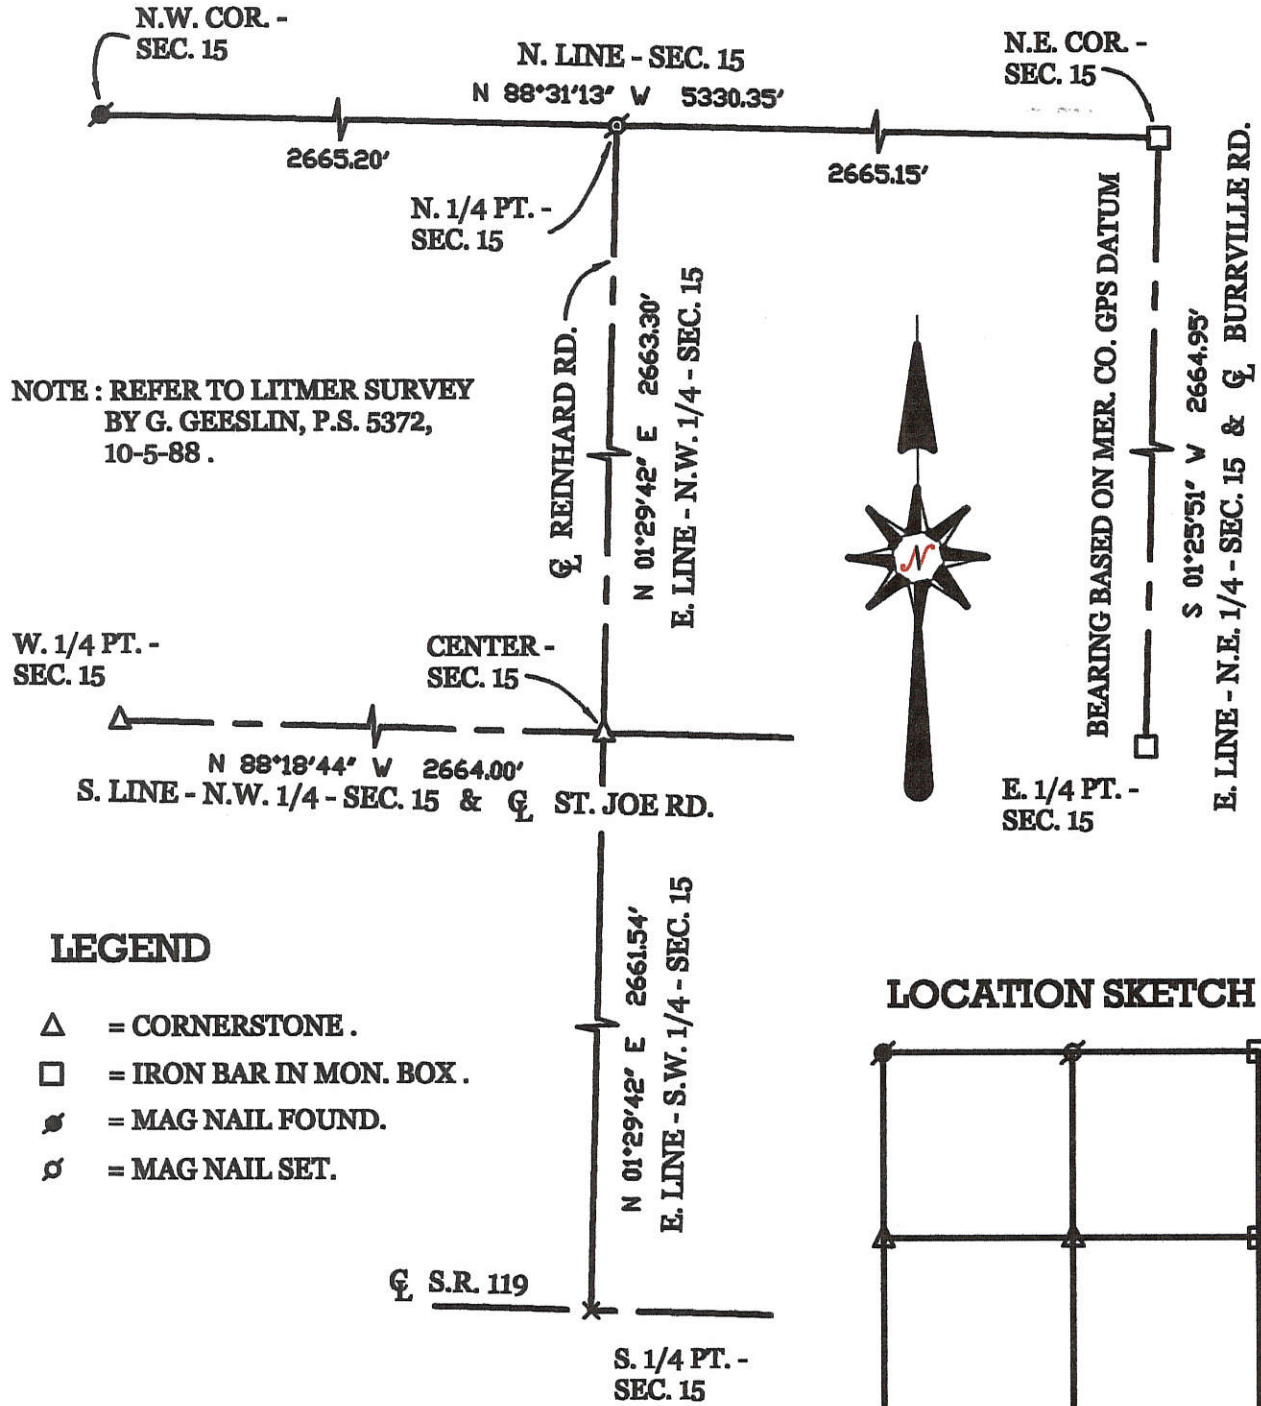 N.W. COR. -
SEC. 15
N. LINE - SEC. 15
N 88°31'13" W 5330.35'
N.E. COR. -
SEC. 15
2665.20'
2665.15'
N. 1/4 PT. -
SEC. 15
℄ REINHARD RD.
N 01°29'42" E 2663.30'
E. LINE - N.W. 1/4 - SEC. 15
BEARING BASED ON MER. CO. GPS DATUM
S 01°25'51" W 2664.95'
E. LINE - N.E. 1/4 - SEC. 15 & ℄ BURRVILLE RD.
NOTE : REFER TO LITMER SURVEY
BY G. GEESLIN, P.S. 5372,
10-5-88 .
N
W. 1/4 PT. -
SEC. 15
CENTER -
SEC. 15
N 88°18'44" W 2664.00'
S. LINE - N.W. 1/4 - SEC. 15 & ℄ ST. JOE RD.
E. 1/4 PT. -
SEC. 15
N 01°29'42" E 2661.54'
E. LINE - S.W. 1/4 - SEC. 15
LEGEND
= CORNERSTONE .
= IRON BAR IN MON. BOX .
= MAG NAIL FOUND.
= MAG NAIL SET.
LOCATION SKETCH
℄ S.R. 119
S. 1/4 PT. -
SEC. 15